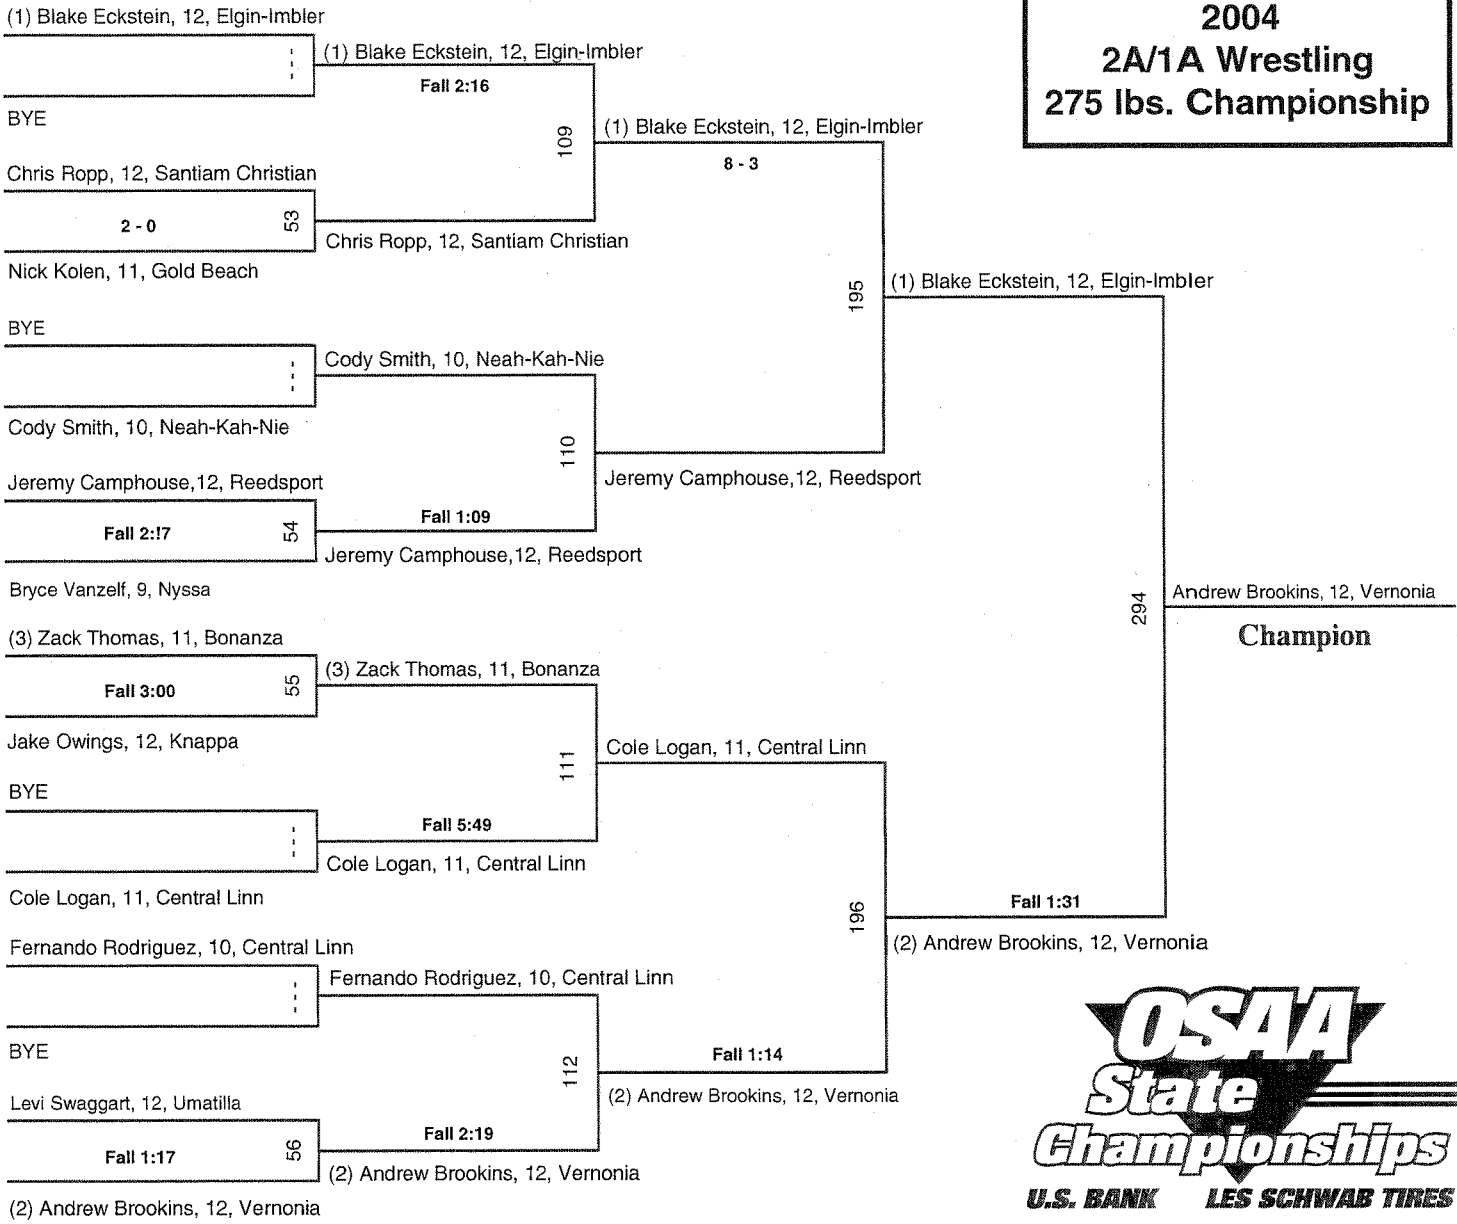 (1) Blake Eckstein, 12, Elgin-Imbler
BYE
Chris Ropp, 12, Santiam Christian
2 - 0
53
Nick Kolen, 11, Gold Beach
BYE
Cody Smith, 10, Neah-Kah-Nie
Jeremy Camphouse,12, Reedsport
Fall 2:!7
54
Bryce Vanzelf, 9, Nyssa
(3) Zack Thomas, 11, Bonanza
Fall 3:00
55
Jake Owings, 12, Knappa
BYE
Cole Logan, 11, Central Linn
Fernando Rodriguez, 10, Central Linn
BYE
Levi Swaggart, 12, Umatilla
Fall 1:17
56
(2) Andrew Brookins, 12, Vernonia
(1) Blake Eckstein, 12, Elgin-Imbler
Fall 2:16
109
Chris Ropp, 12, Santiam Christian
Cody Smith, 10, Neah-Kah-Nie
110
Fall 1:09
Jeremy Camphouse,12, Reedsport
(3) Zack Thomas, 11, Bonanza
111
Fall 5:49
Cole Logan, 11, Central Linn
Fernando Rodriguez, 10, Central Linn
112
Fall 2:19
(2) Andrew Brookins, 12, Vernonia
(1) Blake Eckstein, 12, Elgin-Imbler
8 - 3
195
Jeremy Camphouse,12, Reedsport
Cole Logan, 11, Central Linn
196
Fall 1:14
(2) Andrew Brookins, 12, Vernonia
(1) Blake Eckstein, 12, Elgin-Imbler
294
Fall 1:31
(2) Andrew Brookins, 12, Vernonia
Andrew Brookins, 12, Vernonia
Champion
2004
2A/1A Wrestling
275 lbs. Championship
OSAA
State
Championships
U.S. BANK LES SCHWAB TIRES